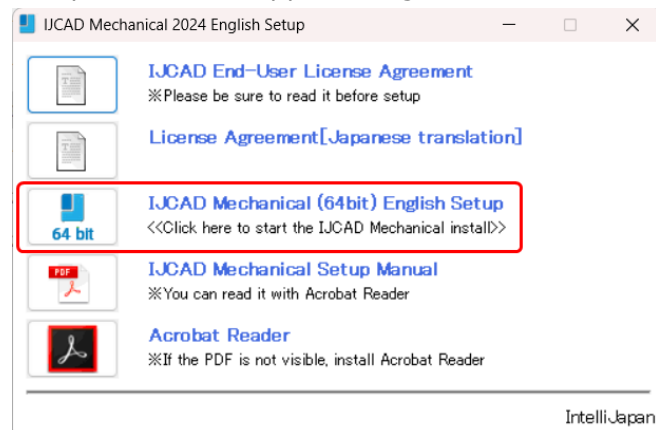 IJCAD Mechanical 2024 English Setup
IJCAD End-User License Agreement
※Please be sure to read it before setup
License Agreement[Japanese translation]
IJCAD Mechanical (64bit) English Setup
64 bit
<<Click here to start the IJCAD Mechanical install>>
PDF
IJCAD Mechanical Setup Manual
※You can read it with Acrobat Reader
Acrobat Reader
※If the PDF is not visible, install Acrobat Reader
IntelliJapan